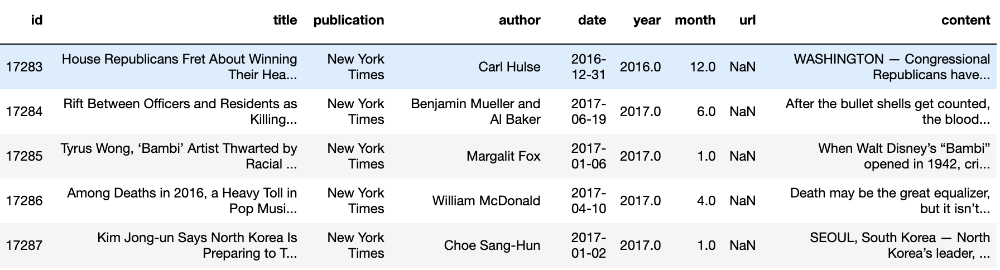 id title publication author date year month url content
17283 House Republicans Fret About Winning Their Hea... New York Times Carl Hulse 2016-12-31 2016.0 12.0 NaN WASHINGTON — Congressional Republicans have...
17284 Rift Between Officers and Residents as Killing... New York Times Benjamin Mueller and Al Baker 2017-06-19 2017.0 6.0 NaN After the bullet shells get counted, the blood...
17285 Tyrus Wong, ‘Bambi’ Artist Thwarted by Racial ... New York Times Margalit Fox 2017-01-06 2017.0 1.0 NaN When Walt Disney’s “Bambi” opened in 1942, cri...
17286 Among Deaths in 2016, a Heavy Toll in Pop Musi... New York Times William McDonald 2017-04-10 2017.0 4.0 NaN Death may be the great equalizer, but it isn’t...
17287 Kim Jong-un Says North Korea Is Preparing to T... New York Times Choe Sang-Hun 2017-01-02 2017.0 1.0 NaN SEOUL, South Korea — North Korea’s leader, ...